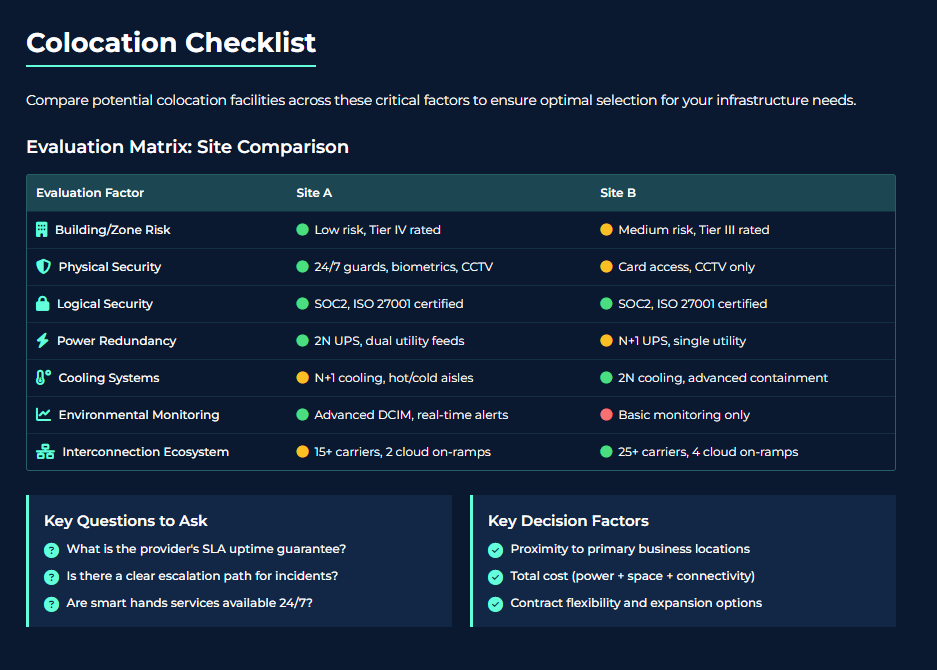 Colocation Checklist
Compare potential colocation facilities across these critical factors to ensure optimal selection for your infrastructure needs.
Evaluation Matrix: Site Comparison
Evaluation Factor Site A Site B
Building/Zone Risk Low risk, Tier IV rated Medium risk, Tier III rated
Physical Security 24/7 guards, biometrics, CCTV Card access, CCTV only
Logical Security SOC2, ISO 27001 certified SOC2, ISO 27001 certified
Power Redundancy 2N UPS, dual utility feeds N+1 UPS, single utility
Cooling Systems N+1 cooling, hot/cold aisles 2N cooling, advanced containment
Environmental Monitoring Advanced DCIM, real-time alerts Basic monitoring only
Interconnection Ecosystem 15+ carriers, 2 cloud on-ramps 25+ carriers, 4 cloud on-ramps
Key Questions to Ask
? What is the provider's SLA uptime guarantee?
? Is there a clear escalation path for incidents?
? Are smart hands services available 24/7?
Key Decision Factors
Proximity to primary business locations
Total cost (power + space + connectivity)
Contract flexibility and expansion options